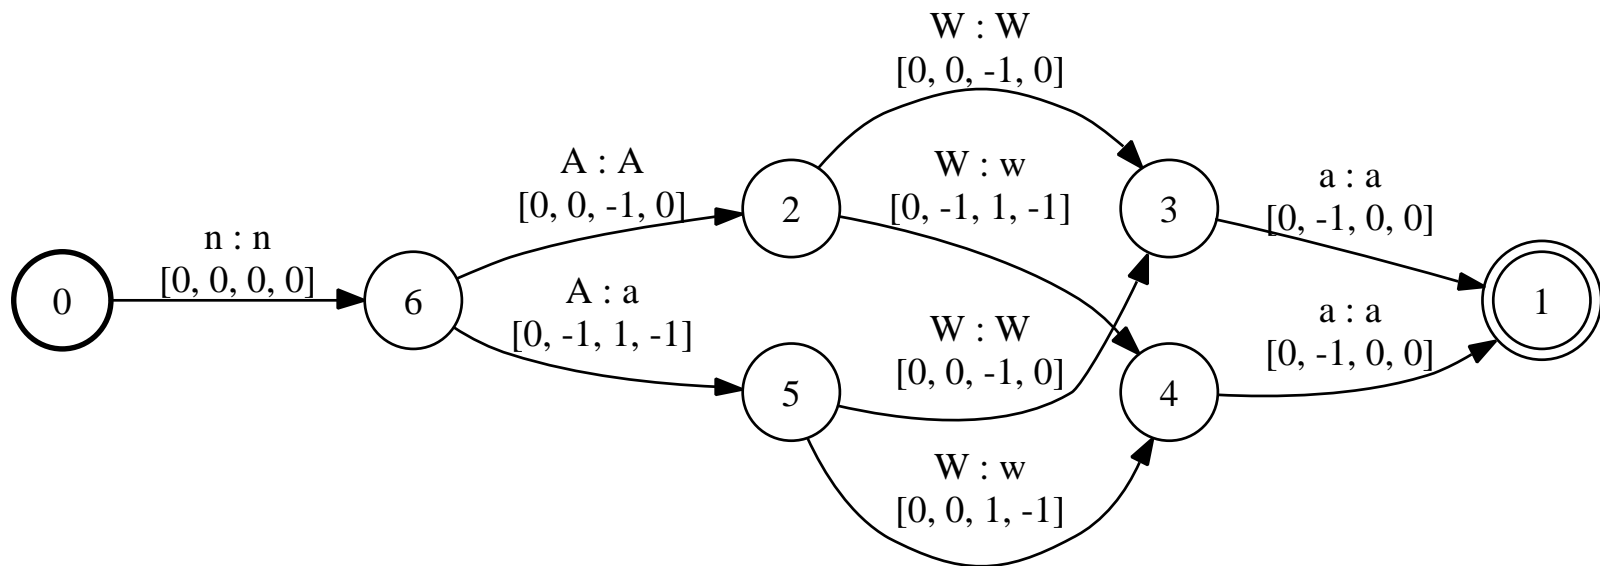 W : W
[0, 0, -1, 0]
A : A
[0, 0, -1, 0]
2
W : w
[0, -1, 1, -1]
3
a : a
[0, -1, 0, 0]
n : n
[0, 0, 0, 0]
0
6
A : a
[0, -1, 1, -1]
W : W
[0, 0, -1, 0]
a : a
[0, -1, 0, 0]
1
5
4
W : w
[0, 0, 1, -1]